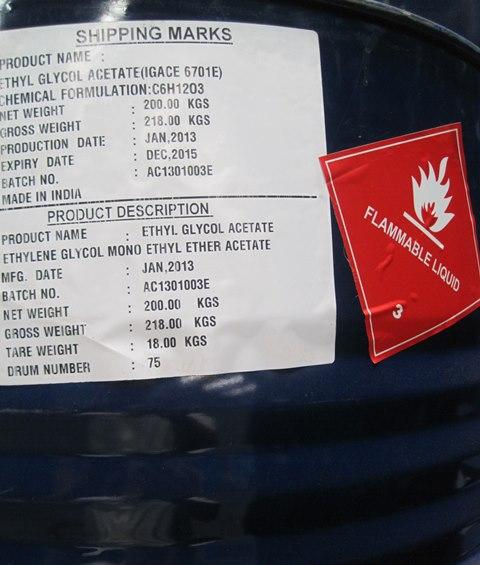 SHIPPING MARKS
PRODUCT NAME :
ETHYL GLYCOL ACETATE(IGACE 6701E)
CHEMICAL FORMULATION:C6H12O3
NET WEIGHT : 200.00 KGS
GROSS WEIGHT : 218.00 KGS
PRODUCTION DATE : JAN,2013
EXPIRY DATE : DEC,2015
BATCH NO. : AC1301003E
MADE IN INDIA
PRODUCT DESCRIPTION
PRODUCT NAME : ETHYL GLYCOL ACETATE
ETHYLENE GLYCOL MONO ETHYL ETHER ACETATE
MFG. DATE : JAN,2013
BATCH NO. : AC1301003E
NET WEIGHT : 200.00 KGS
GROSS WEIGHT : 218.00 KGS
TARE WEIGHT : 18.00 KGS
DRUM NUMBER : 75
FLAMMABLE LIQUID
3